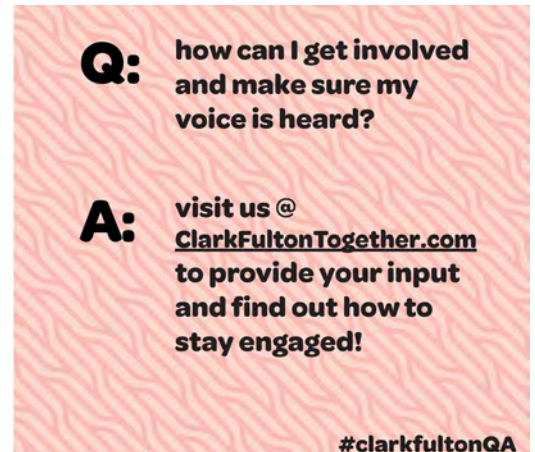 Q: how can I get involved
and make sure my
voice is heard?
A: visit us @
ClarkFultonTogether.com
to provide your input
and find out how to
stay engaged!
#clarkfultonQA